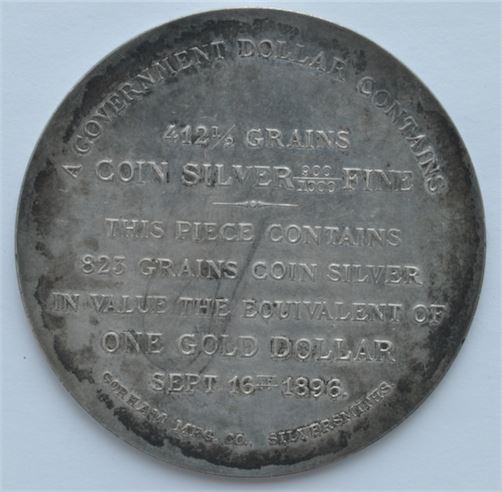 A GOVERNMENT DOLLAR CONTAINS
412½ GRAINS
COIN SILVER 900/1000 FINE
THIS PIECE CONTAINS
823 GRAINS COIN SILVER
IN VALUE THE EQUIVALENT OF
ONE GOLD DOLLAR
SEPT. 16TH 1896.
GORHAM MFG. CO., SILVERSMITHS.